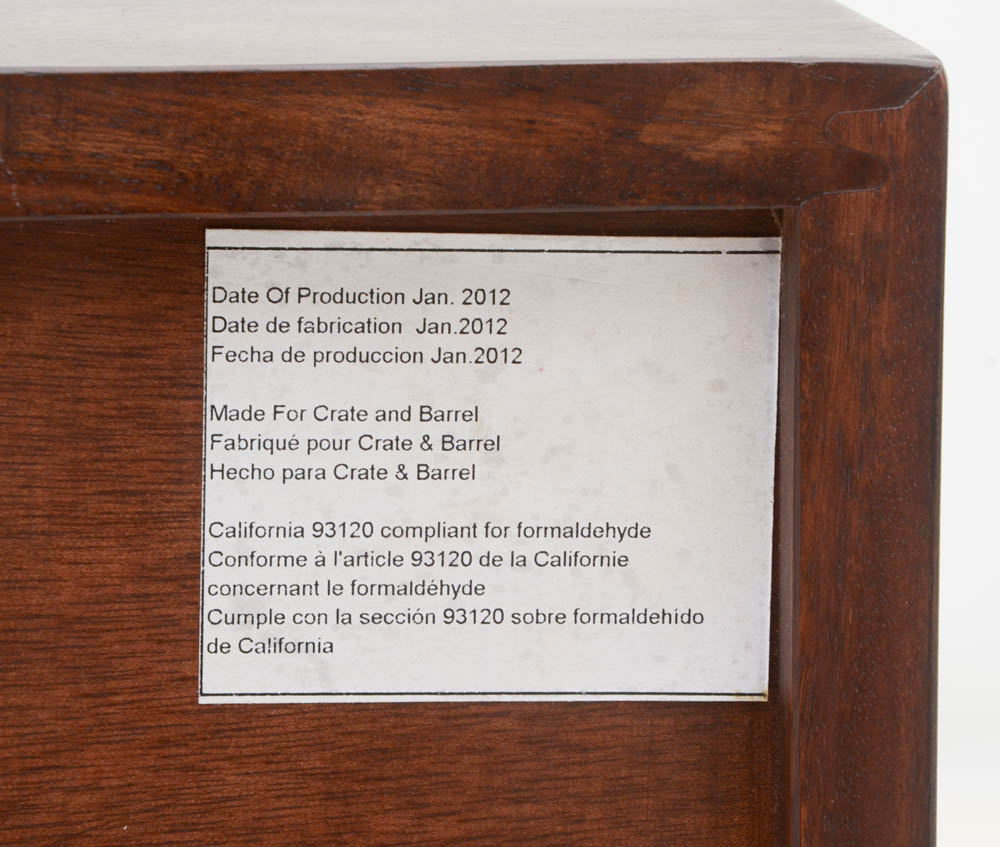 Date Of Production Jan. 2012
Date de fabrication Jan.2012
Fecha de produccion Jan.2012
Made For Crate and Barrel
Fabriqué pour Crate & Barrel
Hecho para Crate & Barrel
California 93120 compliant for formaldehyde
Conforme à l'article 93120 de la Californie
concernant le formaldéhyde
Cumple con la sección 93120 sobre formaldehído
de California